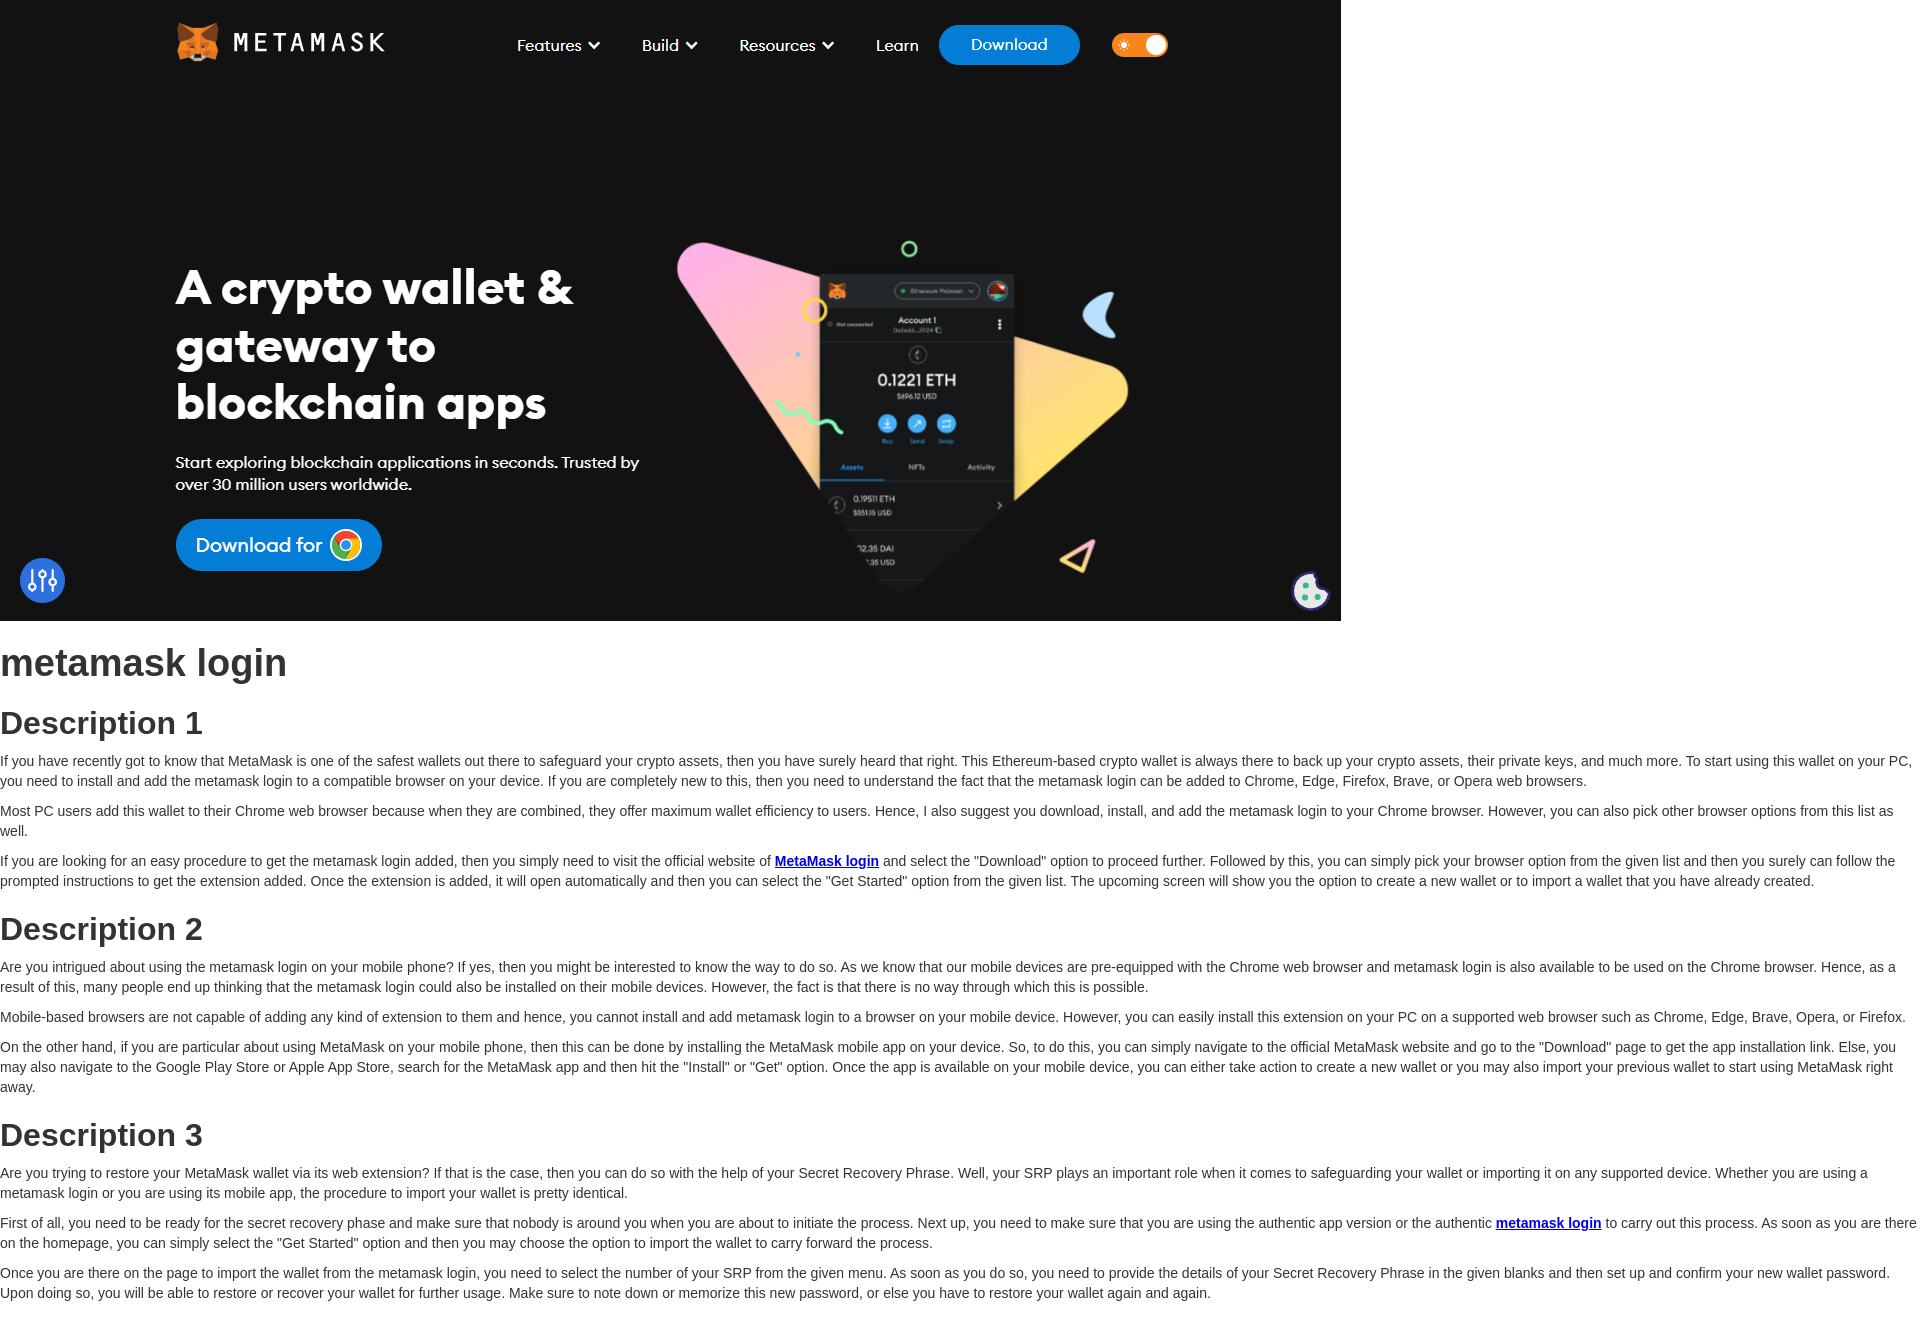 METAMASK
Features
Build
Resources
Learn
Download
A crypto wallet &
gateway to
blockchain apps
Start exploring blockchain applications in seconds. Trusted by
over 30 million users worldwide.
Download for
Ethereum Mainnet
Not connected
Account 1
0.1221 ETH
$696.12 USD
Buy
Send
Swap
Assets
NFTs
Activity
0.19511 ETH
$551.15 USD
metamask login
Description 1
If you have recently got to know that MetaMask is one of the safest wallets out there to safeguard your crypto assets, then you have surely heard that right. This Ethereum-based crypto wallet is always there to back up your crypto assets, their private keys, and much more. To start using this wallet on your PC,
you need to install and add the metamask login to a compatible browser on your device. If you are completely new to this, then you need to understand the fact that the metamask login can be added to Chrome, Edge, Firefox, Brave, or Opera web browsers.
Most PC users add this wallet to their Chrome web browser because when they are combined, they offer maximum wallet efficiency to users. Hence, I also suggest you download, install, and add the metamask login to your Chrome browser. However, you can also pick other browser options from this list as
well.
If you are looking for an easy procedure to get the metamask login added, then you simply need to visit the official website of MetaMask login and select the "Download" option to proceed further. Followed by this, you can simply pick your browser option from the given list and then you surely can follow the
prompted instructions to get the extension added. Once the extension is added, it will open automatically and then you can select the "Get Started" option from the given list. The upcoming screen will show you the option to create a new wallet or to import a wallet that you have already created.
Description 2
Are you intrigued about using the metamask login on your mobile phone? If yes, then you might be interested to know the way to do so. As we know that our mobile devices are pre-equipped with the Chrome web browser and metamask login is also available to be used on the Chrome browser. Hence, as a
result of this, many people end up thinking that the metamask login could also be installed on their mobile devices. However, the fact is that there is no way through which this is possible.
Mobile-based browsers are not capable of adding any kind of extension to them and hence, you cannot install and add metamask login to a browser on your mobile device. However, you can easily install this extension on your PC on a supported web browser such as Chrome, Edge, Brave, Opera, or Firefox.
On the other hand, if you are particular about using MetaMask on your mobile phone, then this can be done by installing the MetaMask mobile app on your device. So, to do this, you can simply navigate to the official MetaMask website and go to the "Download" page to get the app installation link. Else, you
may also navigate to the Google Play Store or Apple App Store, search for the MetaMask app and then hit the "Install" or "Get" option. Once the app is available on your mobile device, you can either take action to create a new wallet or you may also import your previous wallet to start using MetaMask right
away.
Description 3
Are you trying to restore your MetaMask wallet via its web extension? If that is the case, then you can do so with the help of your Secret Recovery Phrase. Well, your SRP plays an important role when it comes to safeguarding your wallet or importing it on any supported device. Whether you are using a
metamask login or you are using its mobile app, the procedure to import your wallet is pretty identical.
First of all, you need to be ready for the secret recovery phase and make sure that nobody is around you when you are about to initiate the process. Next up, you need to make sure that you are using the authentic app version or the authentic metamask login to carry out this process. As soon as you are there
on the homepage, you can simply select the "Get Started" option and then you may choose the option to import the wallet to carry forward the process.
Once you are there on the page to import the wallet from the metamask login, you need to select the number of your SRP from the given menu. As soon as you do so, you need to provide the details of your Secret Recovery Phrase in the given blanks and then set up and confirm your new wallet password.
Upon doing so, you will be able to restore or recover your wallet for further usage. Make sure to note down or memorize this new password, or else you have to restore your wallet again and again.